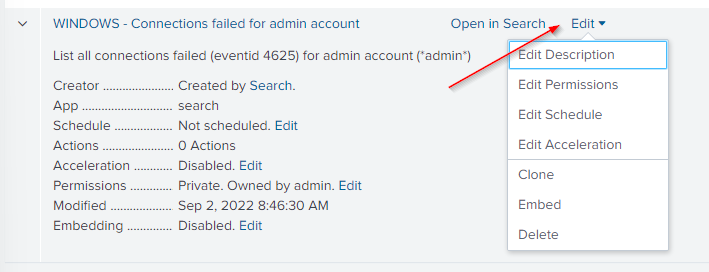 WINDOWS - Connections failed for admin account Open in Search Edit
List all connections failed (eventid 4625) for admin account (*admin*)
Creator ...................... Created by Search.
App ........................... search
Schedule .................. Not scheduled. Edit
Actions ..................... 0 Actions
Acceleration ............. Disabled. Edit
Permissions .............. Private. Owned by admin. Edit
Modified ................... Sep 2, 2022 8:46:30 AM
Embedding .............. Disabled. Edit
Edit Description
Edit Permissions
Edit Schedule
Edit Acceleration
Clone
Embed
Delete